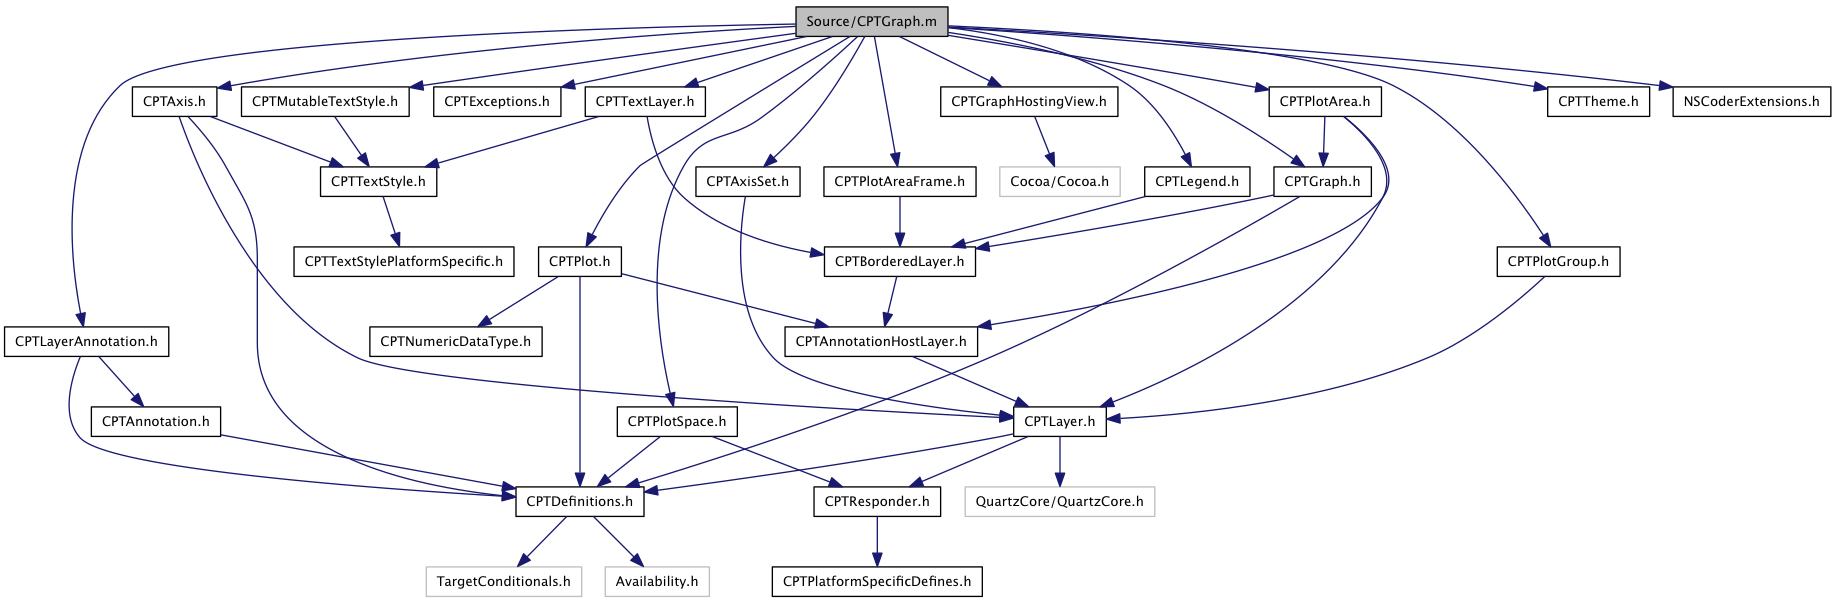 Source/CPTGraph.m
CPTAxis.h
CPTMutableTextStyle.h
CPTExceptions.h
CPTTextLayer.h
CPTGraphHostingView.h
CPTPlotArea.h
CPTTheme.h
NSCoderExtensions.h
CPTTextStyle.h
CPTAxisSet.h
CPTPlotAreaFrame.h
Cocoa/Cocoa.h
CPTLegend.h
CPTGraph.h
CPTTextStylePlatformSpecific.h
CPTPlot.h
CPTBorderedLayer.h
CPTPlotGroup.h
CPTLayerAnnotation.h
CPTNumericDataType.h
CPTAnnotationHostLayer.h
CPTAnnotation.h
CPTPlotSpace.h
CPTLayer.h
CPTDefinitions.h
CPTResponder.h
QuartzCore/QuartzCore.h
TargetConditionals.h
Availability.h
CPTPlatformSpecificDefines.h